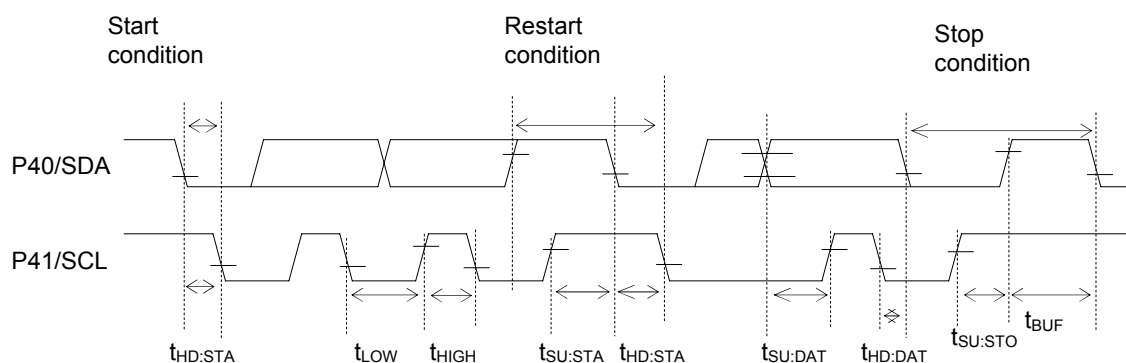 Start
condition
Restart
condition
Stop
condition
P40/SDA
P41/SCL
tHD:STA
tLOW
tHIGH
tSU:STA
tHD:STA
tSU:DAT
tHD:DAT
tSU:STO
tBUF